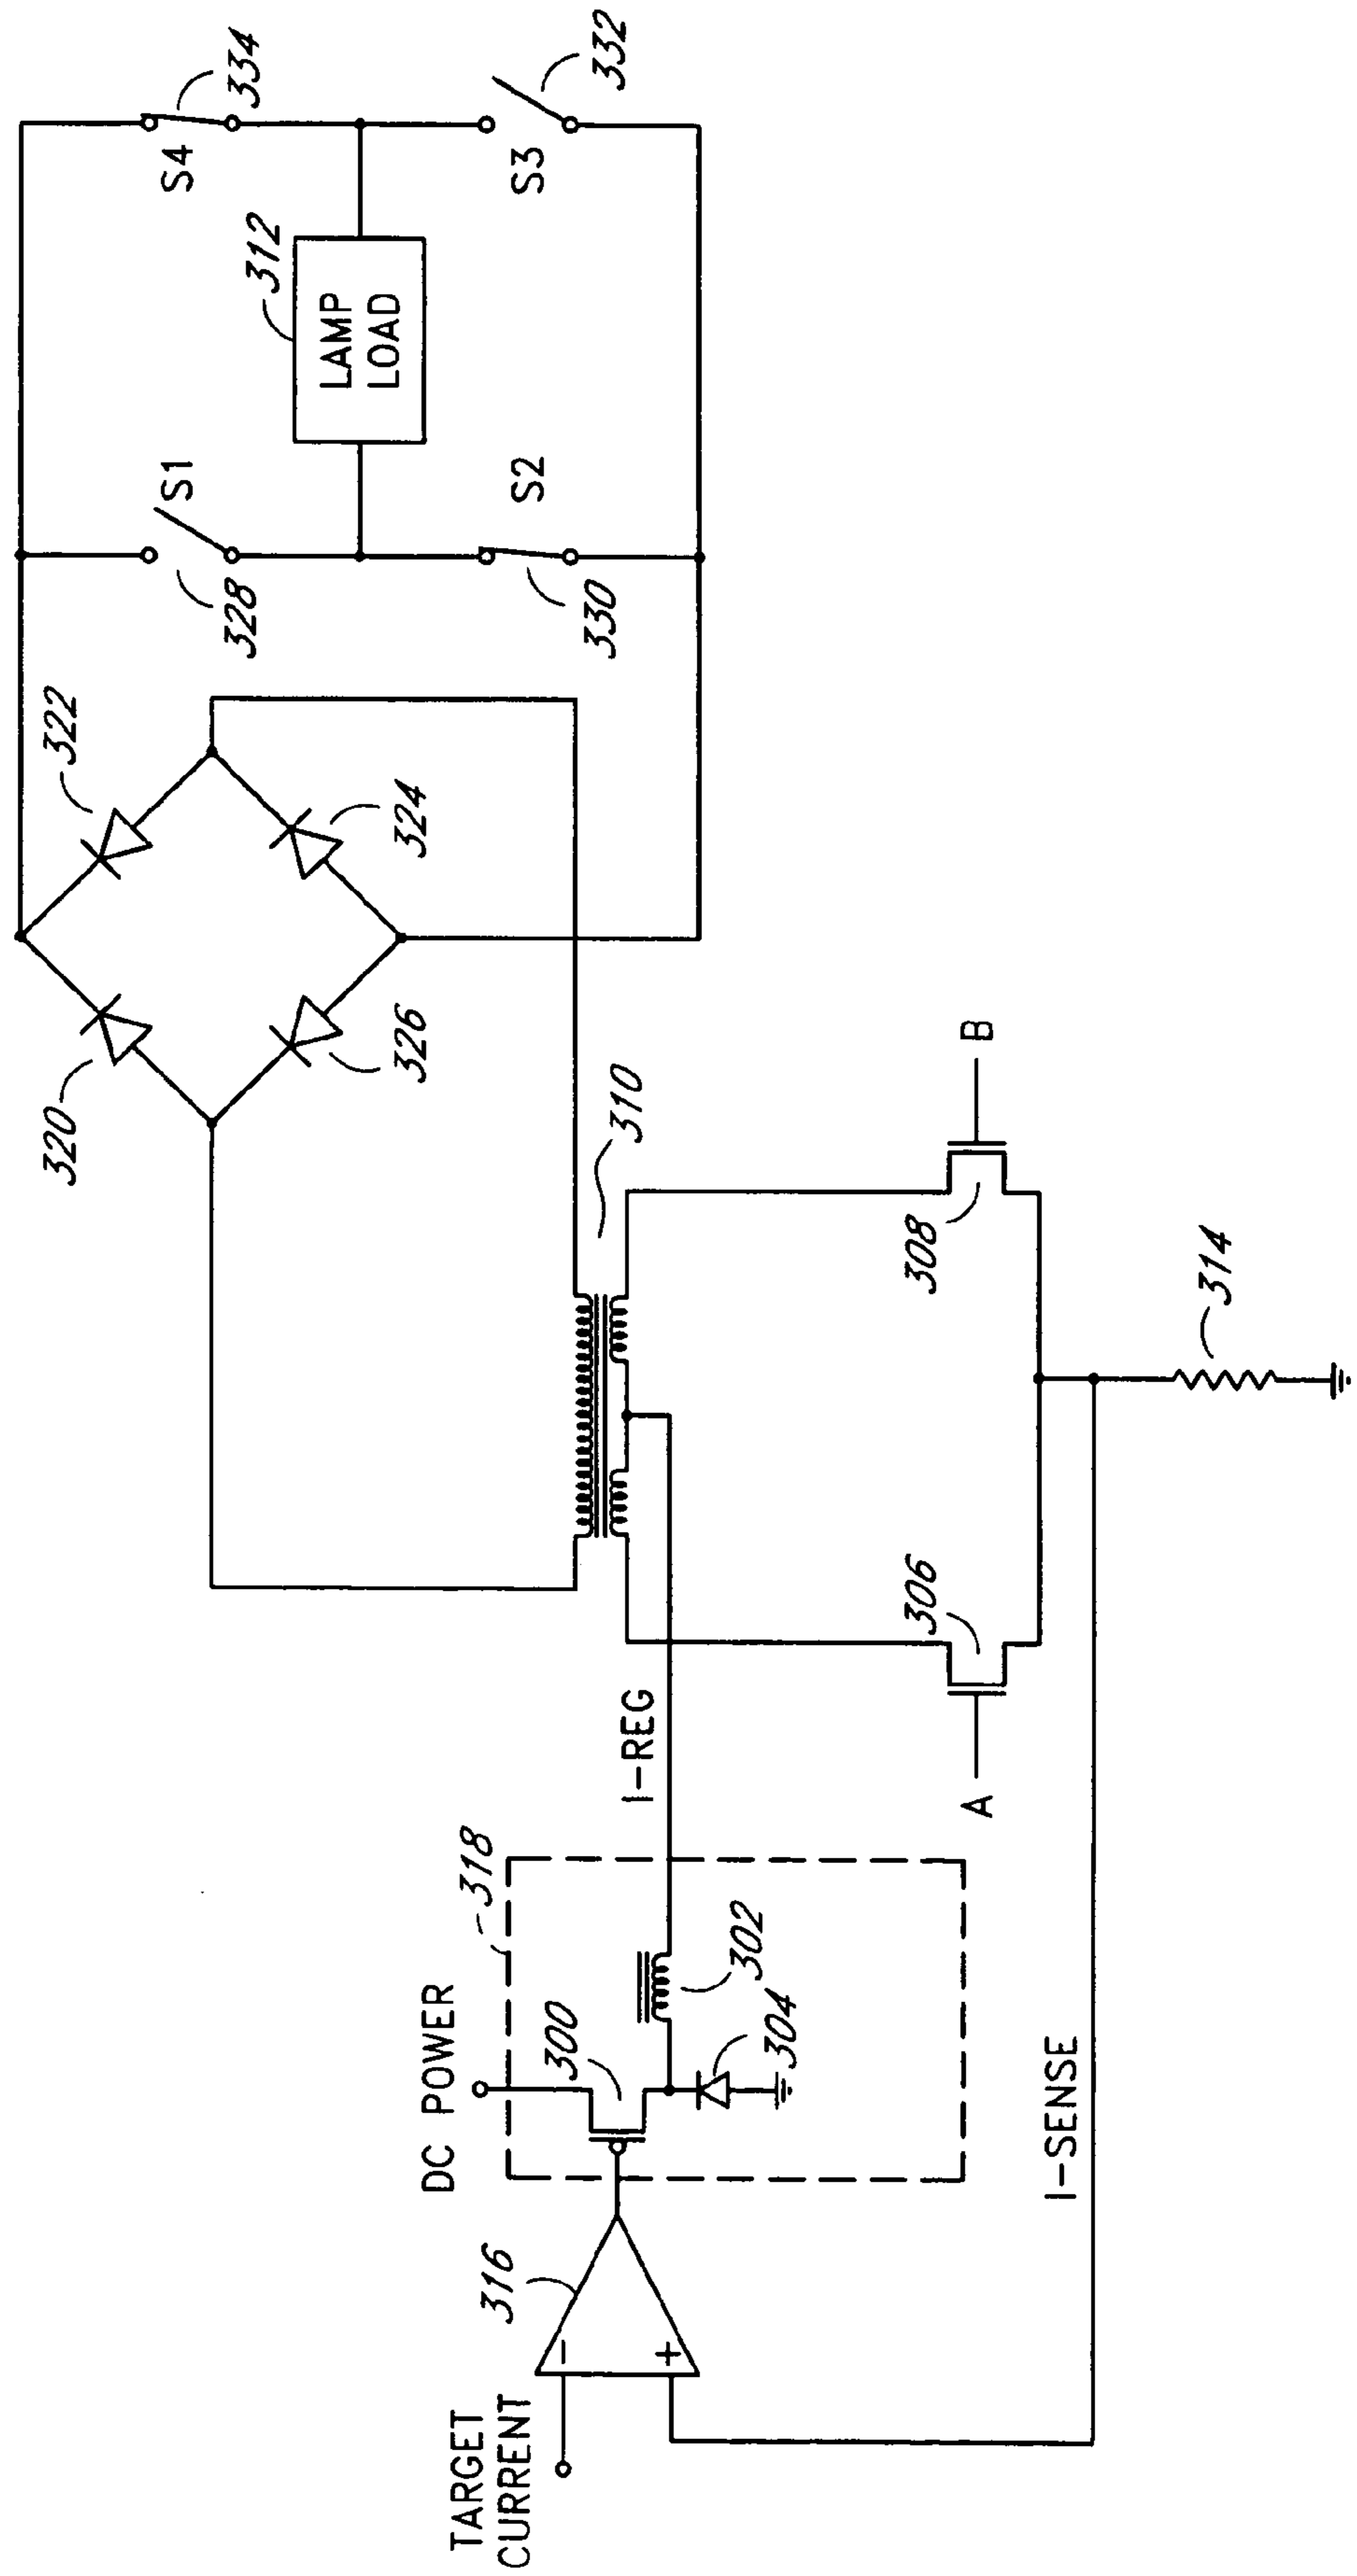 TARGET
CURRENT
316
DC POWER
318
300
302
304
I-REG
I-SENSE
A
306
B
308
314
310
320
322
324
326
328
S1
S2
330
312
LAMP
LOAD
S4
334
S3
332
+
−